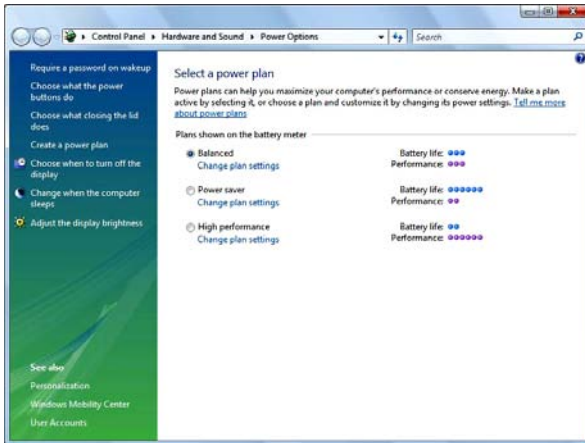 Control Panel ▸ Hardware and Sound ▸ Power Options
Search
Require a password on wakeup
Choose what the power
buttons do
Choose what closing the lid
does
Create a power plan
Choose when to turn off the
display
Change when the computer
sleeps
Adjust the display brightness
See also
Personalization
Windows Mobility Center
User Accounts
Select a power plan
Power plans can help you maximize your computer's performance or conserve energy. Make a plan
active by selecting it, or choose a plan and customize it by changing its power settings. Tell me more
about power plans
Plans shown on the battery meter
Balanced
Battery life:
Change plan settings
Performance:
Power saver
Battery life:
Change plan settings
Performance:
High performance
Battery life:
Change plan settings
Performance: